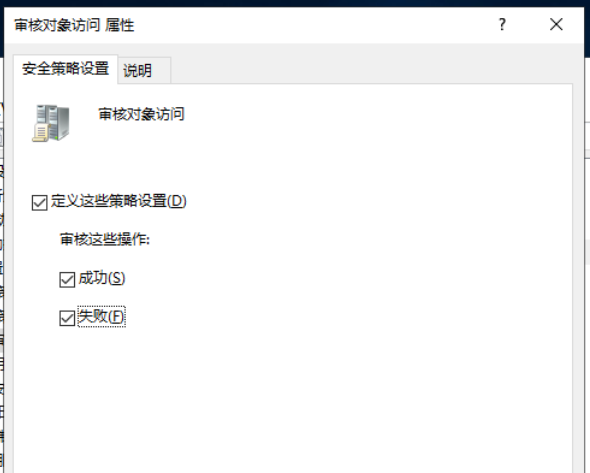 审核对象访问 属性
安全策略设置
说明
审核对象访问
定义这些策略设置(D)
审核这些操作:
成功(S)
失败(F)